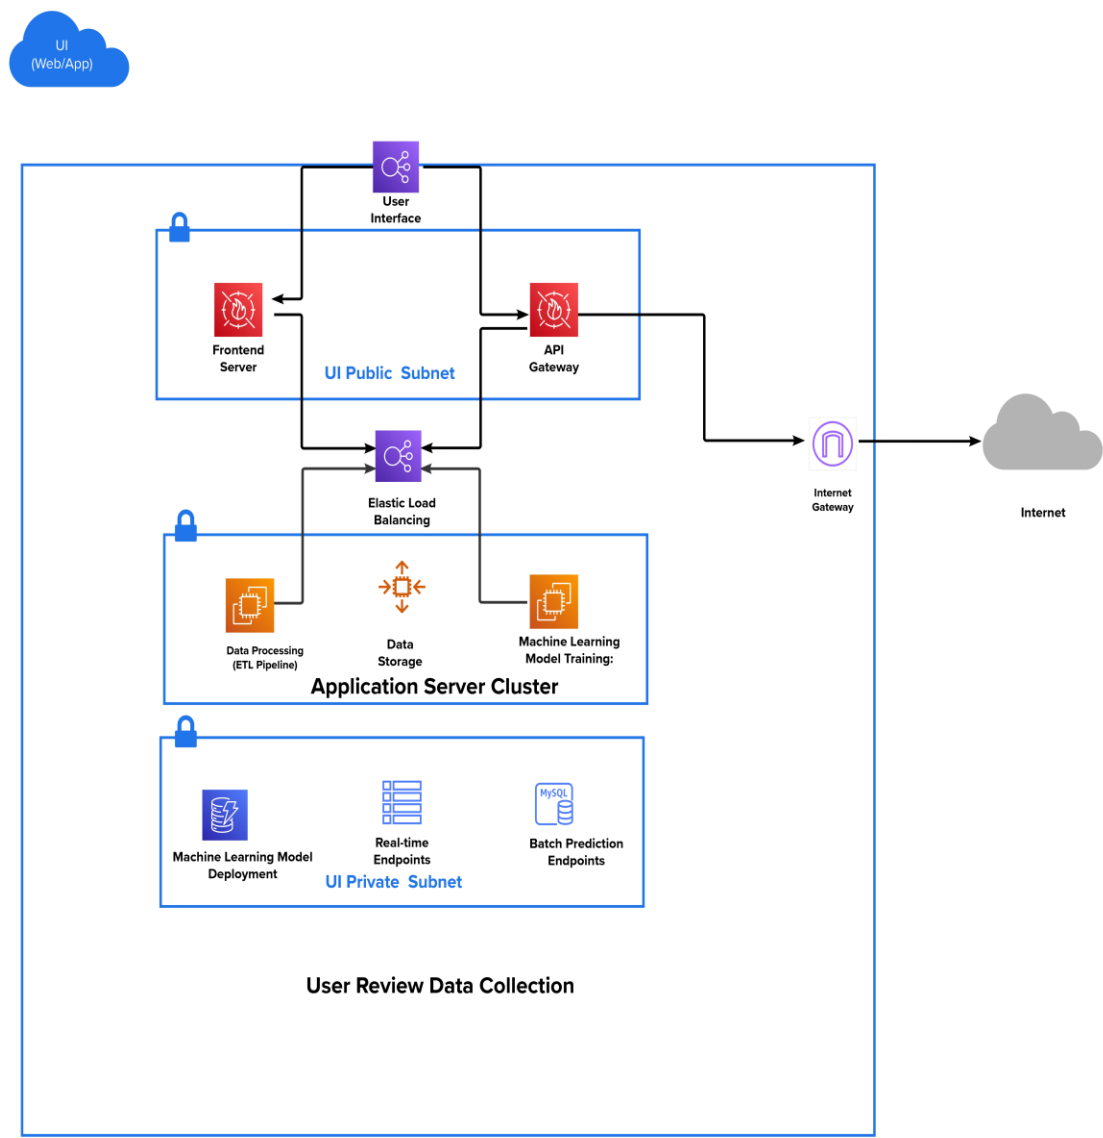 UI
(Web/App)
User
Interface
Frontend
Server
API
Gateway
UI Public Subnet
Elastic Load
Balancing
Internet
Gateway
Internet
Data Processing
(ETL Pipeline)
Data
Storage
Machine Learning
Model Training:
Application Server Cluster
MySQL
Machine Learning Model
Deployment
Real-time
Endpoints
Batch Prediction
Endpoints
UI Private Subnet
User Review Data Collection